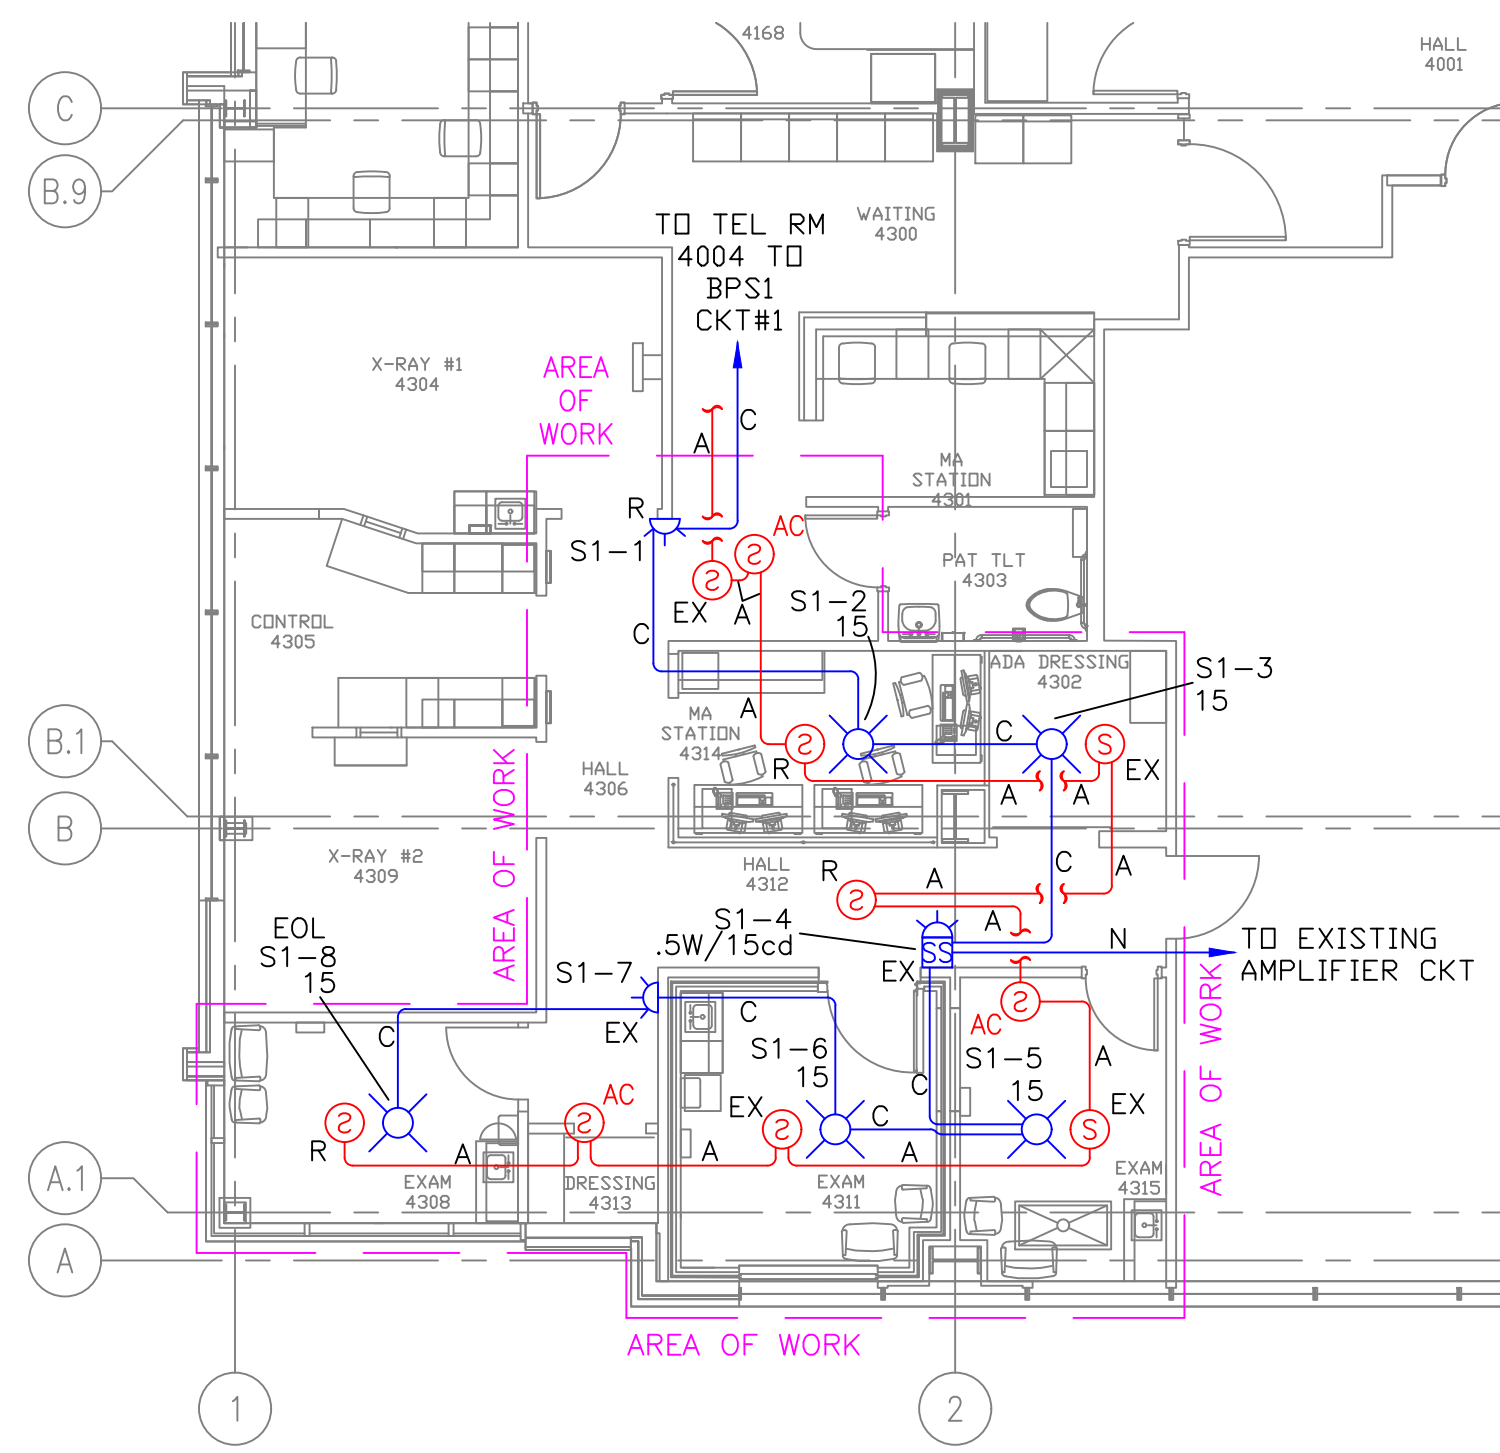 4168
HALL
4001
C
B.9
WAITING
4300
TO TEL RM
4004 TO
BPS1
CKT#1
X-RAY #1
4304
AREA
OF
WORK
C
A
MA
STATION
4301
R
S1-1
AC
EX
A
PAT TLT
4303
S1-2
15
CONTROL
4305
C
ADA DRESSING
4302
S1-3
15
A
MA
STATION
4314
B.1
HALL
4306
AREA OF WORK
R
C
S
S
S
S
EX
A
A
B
X-RAY #2
4309
HALL
4312
R
S
A
C
A
EOL
S1-8
15
S1-4
.5W/15cd
A
SS
EX
N
TO EXISTING
AMPLIFIER CKT
S1-7
EX
C
C
AC
S
S1-6
15
S1-5
15
C
A
AREA OF WORK
R
S
AC
S
EX
S
C
EX
S
A
A
A
A.1
EXAM
4308
DRESSING
4313
EXAM
4311
EXAM
4315
A
AREA OF WORK
1
2